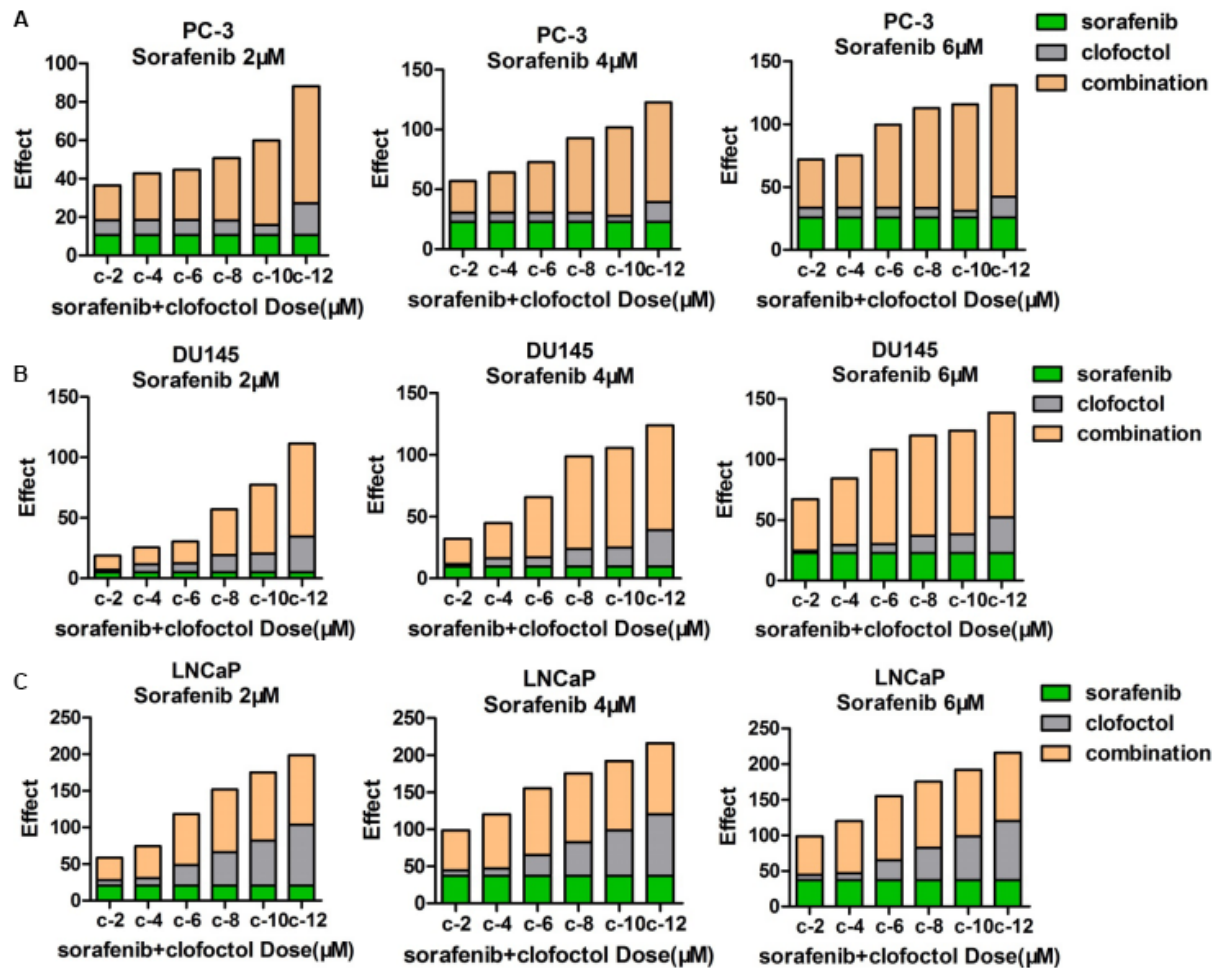 A
PC-3
Sorafenib 2μM
Effect
100
80
60
40
20
0
c-2 c-4 c-6 c-8 c-10 c-12
sorafenib+clofoctol Dose(μM)
PC-3
Sorafenib 4μM
Effect
150
100
50
0
c-2 c-4 c-6 c-8 c-10 c-12
sorafenib+clofoctol Dose(μM)
PC-3
Sorafenib 6μM
Effect
150
100
50
0
c-2 c-4 c-6 c-8 c-10 c-12
sorafenib+clofoctol Dose(μM)
sorafenib
clofoctol
combination
B
DU145
Sorafenib 2μM
Effect
150
100
50
0
c-2 c-4 c-6 c-8 c-10 c-12
sorafenib+clofoctol Dose(μM)
DU145
Sorafenib 4μM
Effect
150
100
50
0
c-2 c-4 c-6 c-8 c-10 c-12
sorafenib+clofoctol Dose(μM)
DU145
Sorafenib 6μM
Effect
150
100
50
0
c-2 c-4 c-6 c-8 c-10 c-12
sorafenib+clofoctol Dose(μM)
sorafenib
clofoctol
combination
C
LNCaP
Sorafenib 2μM
Effect
250
200
150
100
50
0
c-2 c-4 c-6 c-8 c-10 c-12
sorafenib+clofoctol Dose(μM)
LNCaP
Sorafenib 4μM
Effect
250
200
150
100
50
0
c-2 c-4 c-6 c-8 c-10 c-12
sorafenib+clofoctol Dose(μM)
LNCaP
Sorafenib 6μM
Effect
250
200
150
100
50
0
c-2 c-4 c-6 c-8 c-10 c-12
sorafenib+clofoctol Dose(μM)
sorafenib
clofoctol
combination